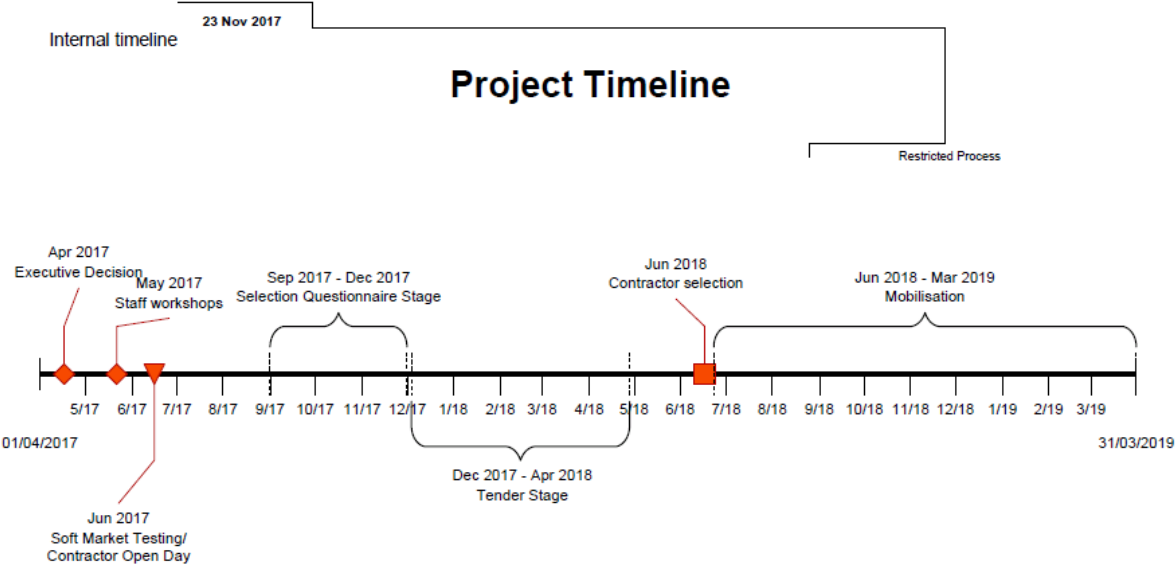 23 Nov 2017
Internal timeline
Project Timeline
Restricted Process
Apr 2017
Executive Decision
May 2017
Staff workshops
Sep 2017 - Dec 2017
Selection Questionnaire Stage
Jun 2018
Contractor selection
Jun 2018 - Mar 2019
Mobilisation
5/17 6/17 7/17 8/17 9/17 10/17 11/17 12/17 1/18 2/18 3/18 4/18 5/18 6/18 7/18 8/18 9/18 10/18 11/18 12/18 1/19 2/19 3/19
01/04/2017 31/03/2019
Dec 2017 - Apr 2018
Tender Stage
Jun 2017
Soft Market Testing/
Contractor Open Day